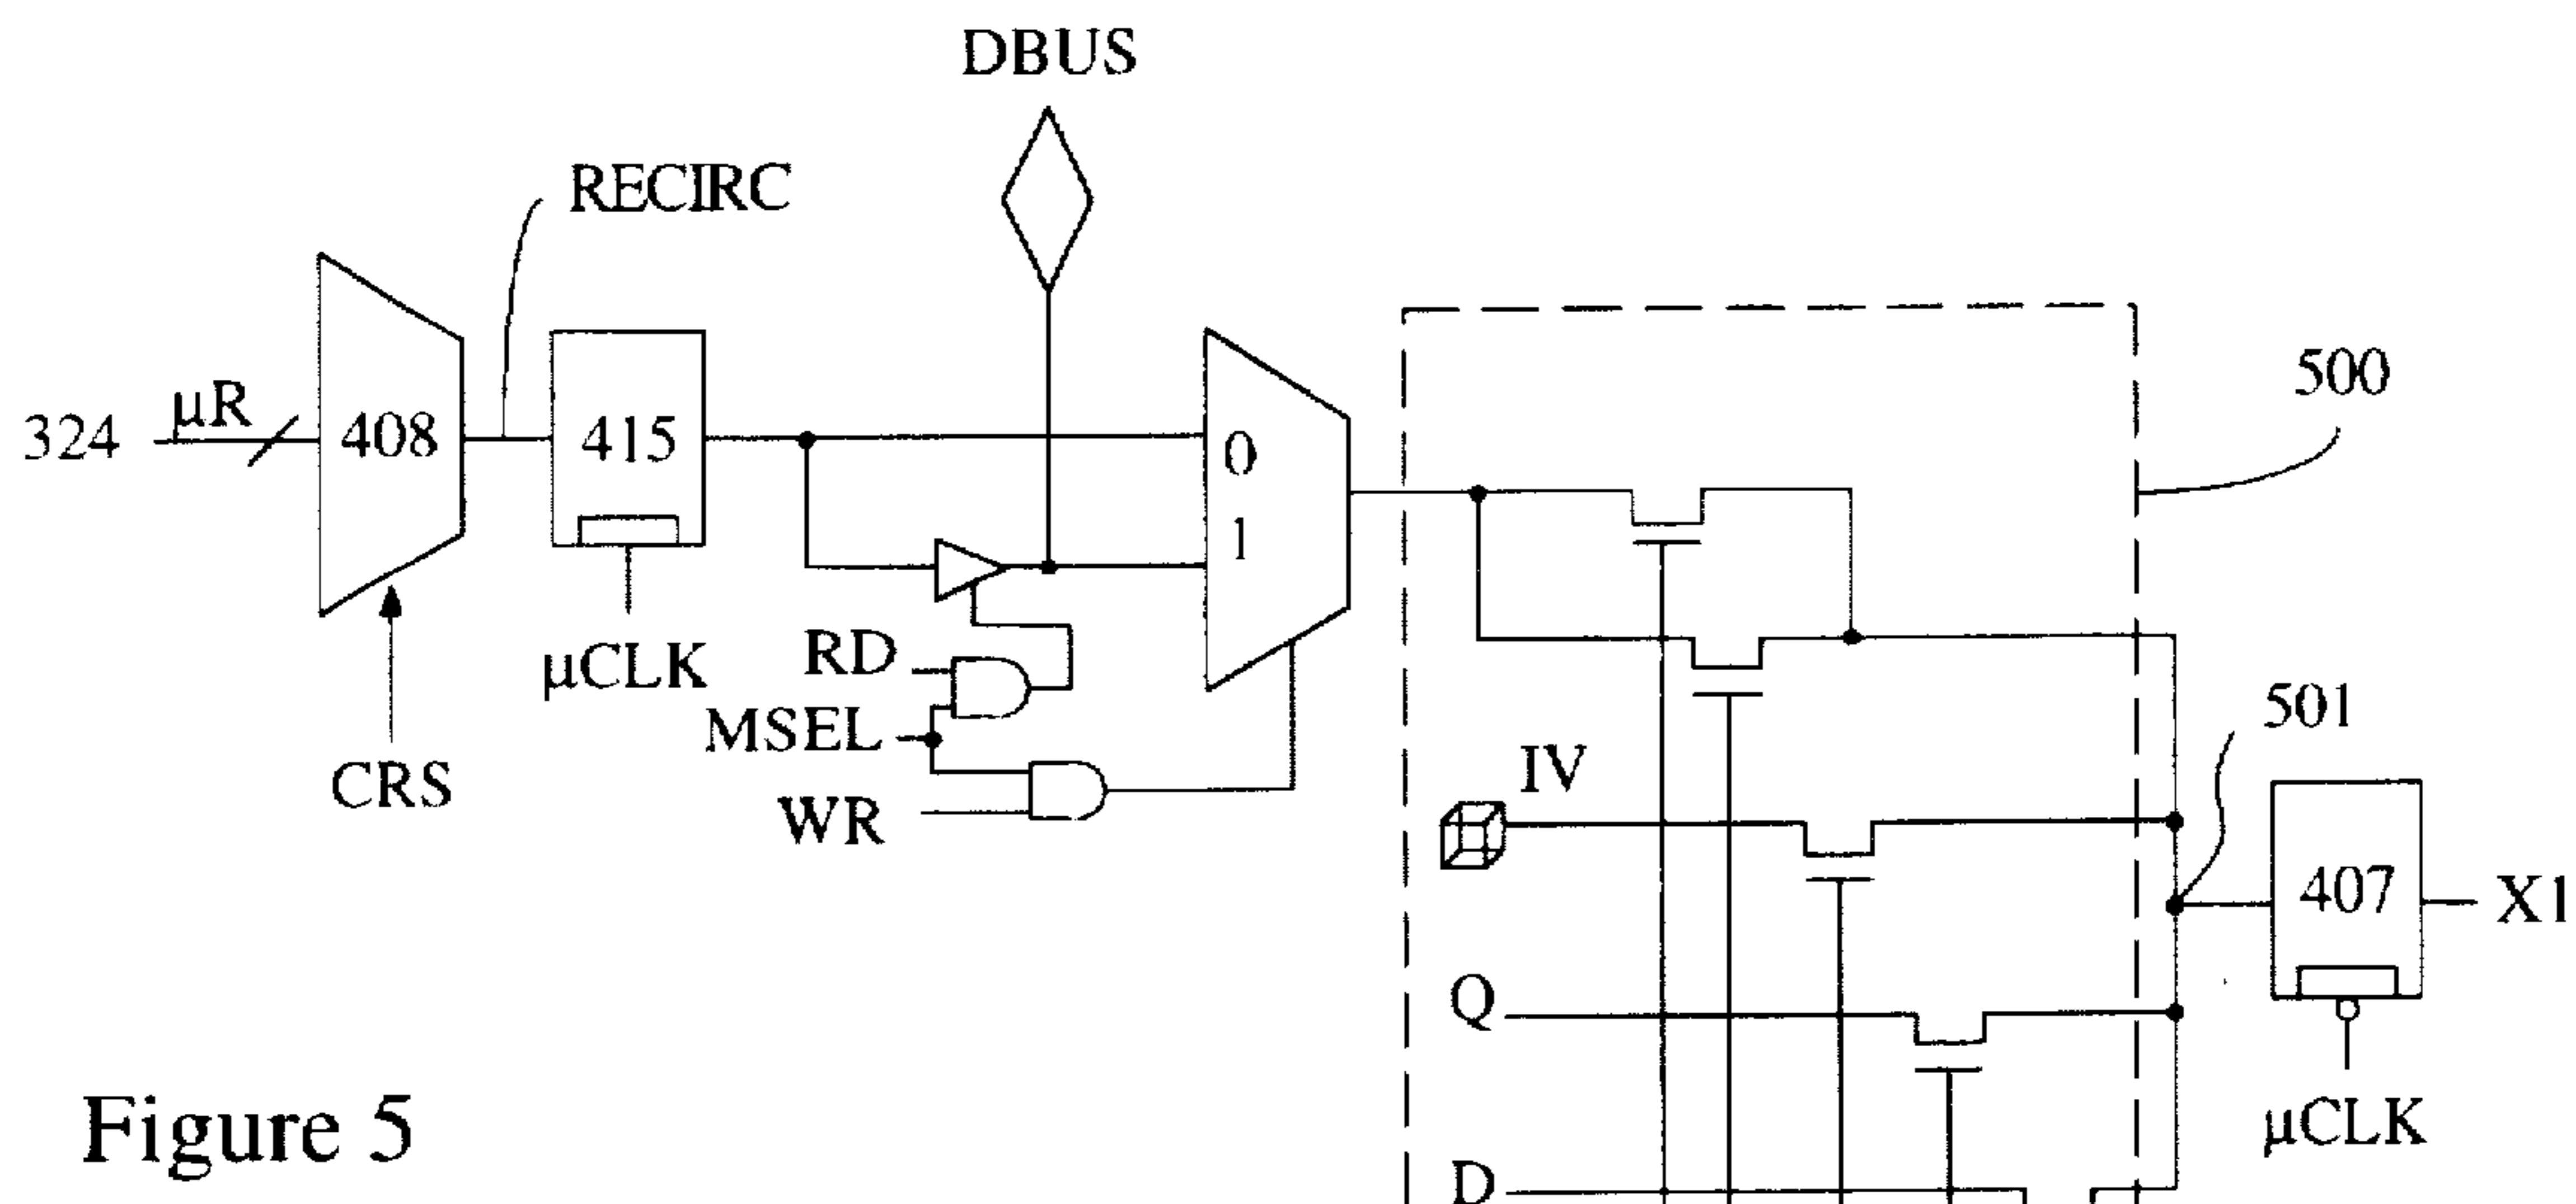 DBUS
RECIRC
500
324
µR
408
415
0
1
µCLK
RD
501
MSEL
IV
CRS
WR
407
X1
Q
Figure 5
µCLK
D